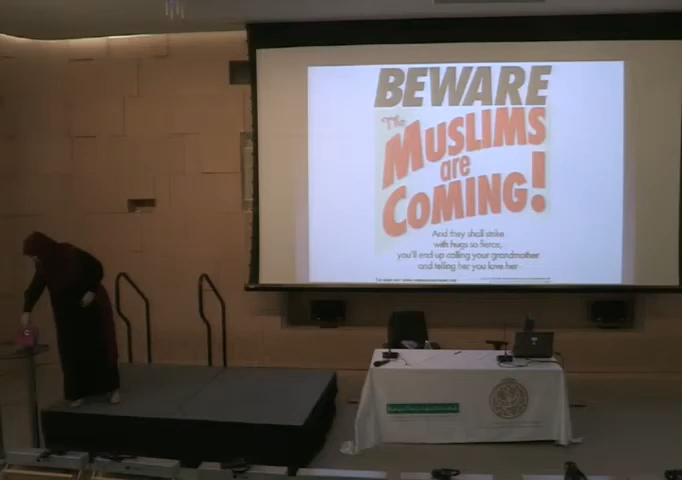 BEWARE
The
MUSLIMS
are
COMING!
And they shall strike
with hugs so fierce,
you'll end up calling your grandmother
and telling her you love her